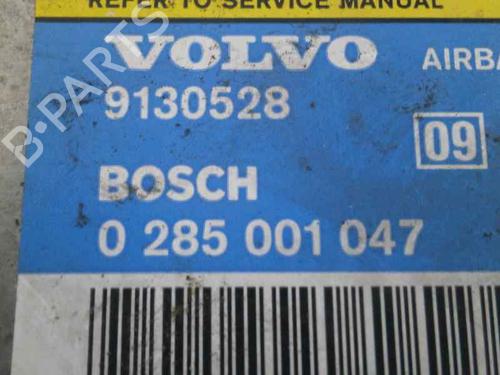 REFER TO SERVICE MANUAL
VOLVO
AIRBA
9130528
09
BOSCH
0 285 001 047
B-PARTS